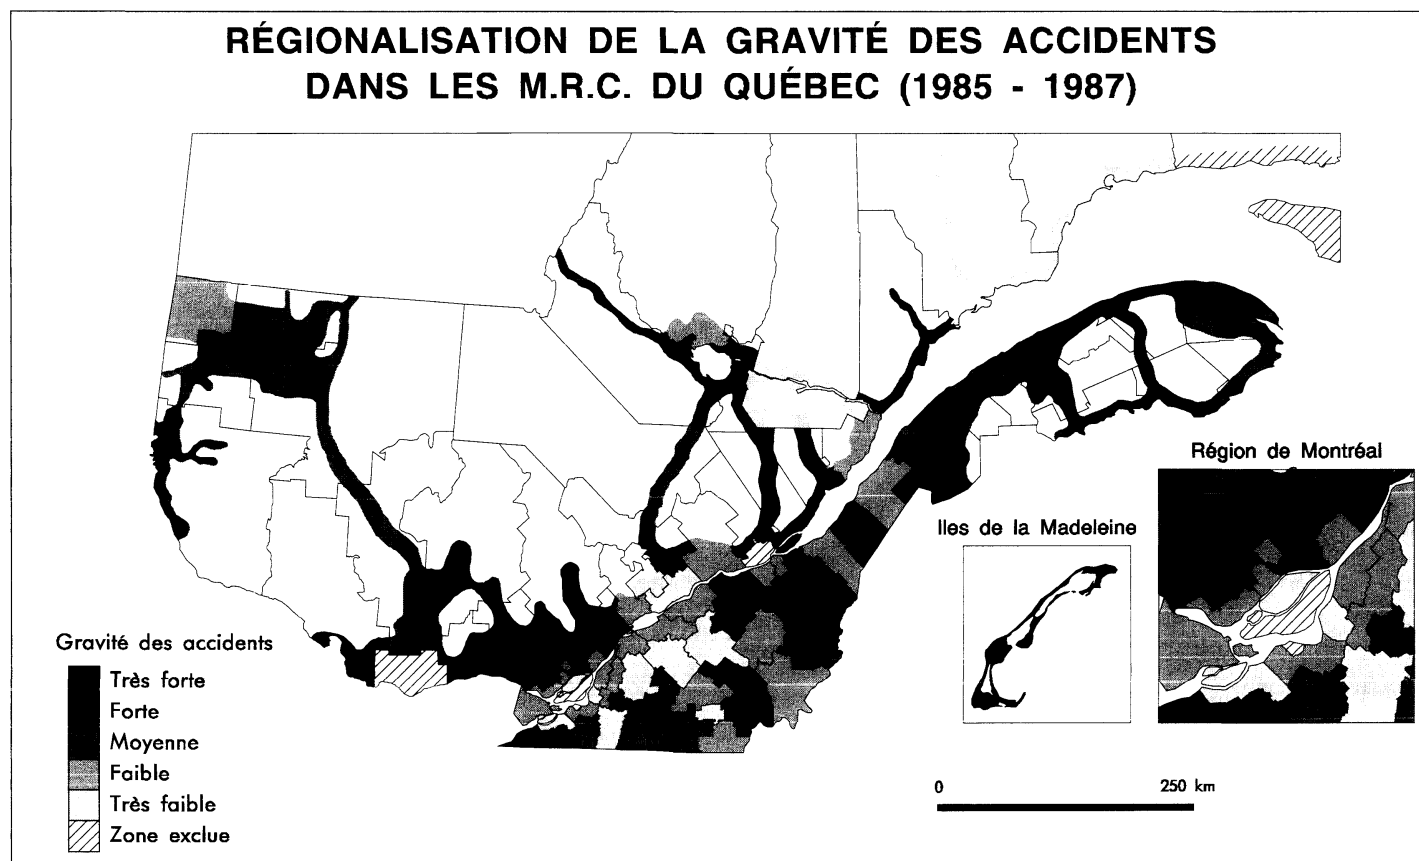 RÉGIONALISATION DE LA GRAVITÉ DES ACCIDENTS
DANS LES M.R.C. DU QUÉBEC (1985 - 1987)
Région de Montréal
Iles de la Madeleine
Gravité des accidents
Très forte
Forte
Moyenne
Faible
Très faible
Zone exclue
0 250 km